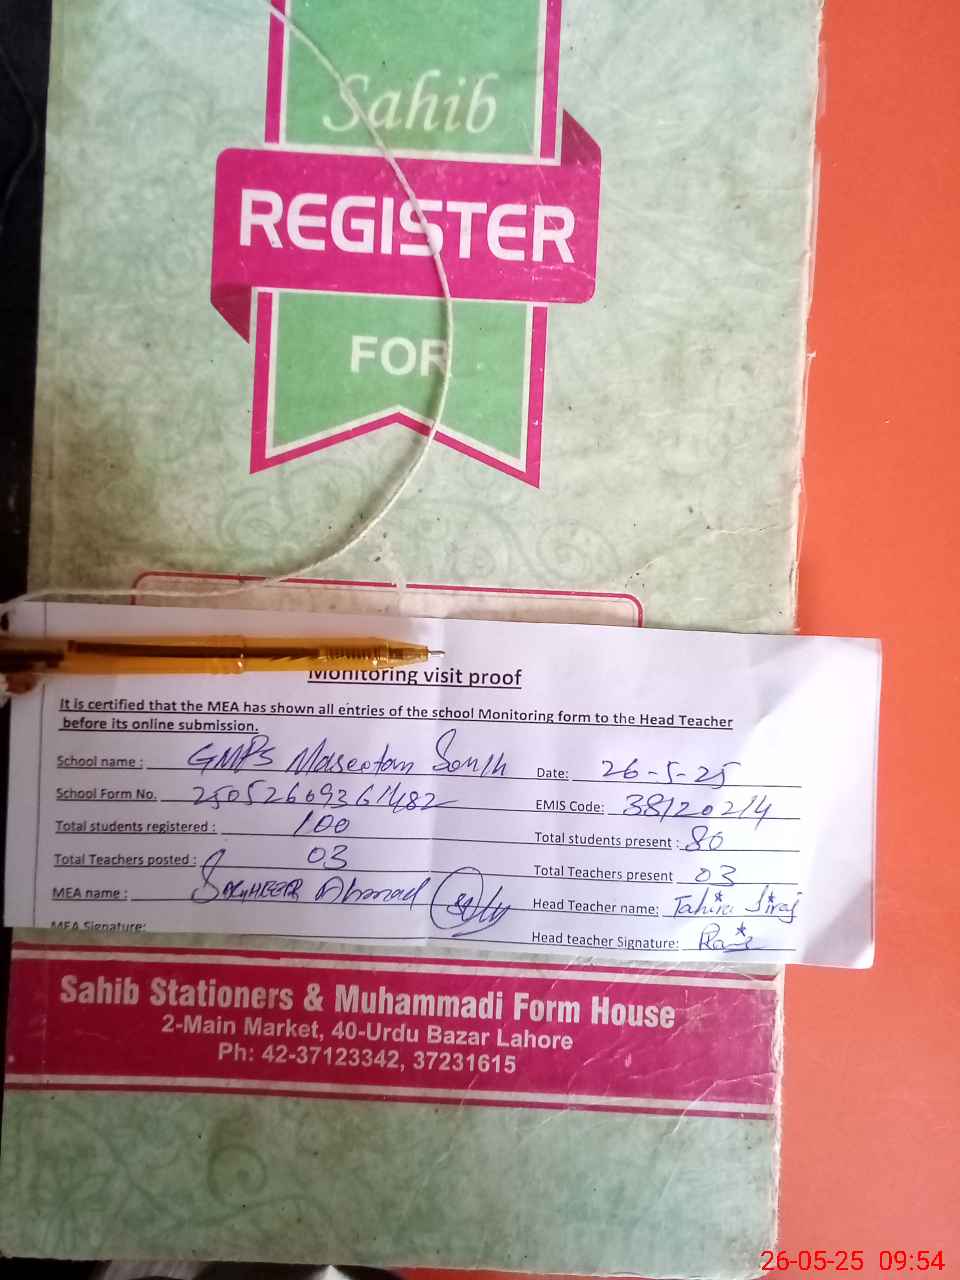 Sahib
REGISTER
FOR
Monitoring visit proof
It is certified that the MEA has shown all entries of the school Monitoring form to the Head Teacher
before its online submission.
School name : GMPS Maseetan South Date: 26-5-25
School Form No. EMIS Code: 38120214
Total students registered : 100 Total students present : 80
Total Teachers posted : 03 Total Teachers present 03
MEA name : Ahmad Head Teacher name: Tahira Siraj
MEA Signature: Head teacher Signature:
Sahib Stationers & Muhammadi Form House
2-Main Market, 40-Urdu Bazar Lahore
Ph: 42-37123342, 37231615
26-05-25 09:54